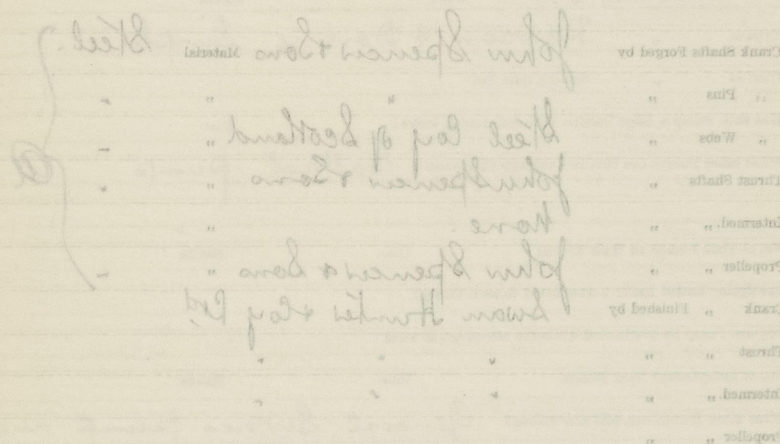 Crank Shafts Forged by John Spencer & Sons Material Steel
„ Pins „ " „ "
„ Webs „ Steel Coy of Scotland „ "
Thrust Shafts „ John Spencer & Sons „ "
Intermed. „ „ None. „
Propeller „ „ John Spencer & Sons „ "
Crank „ Finished by Swan Hunter & Coy Ltd.
Thrust „ „ " " "
Intermed. „ „ " " "
Propeller „ „